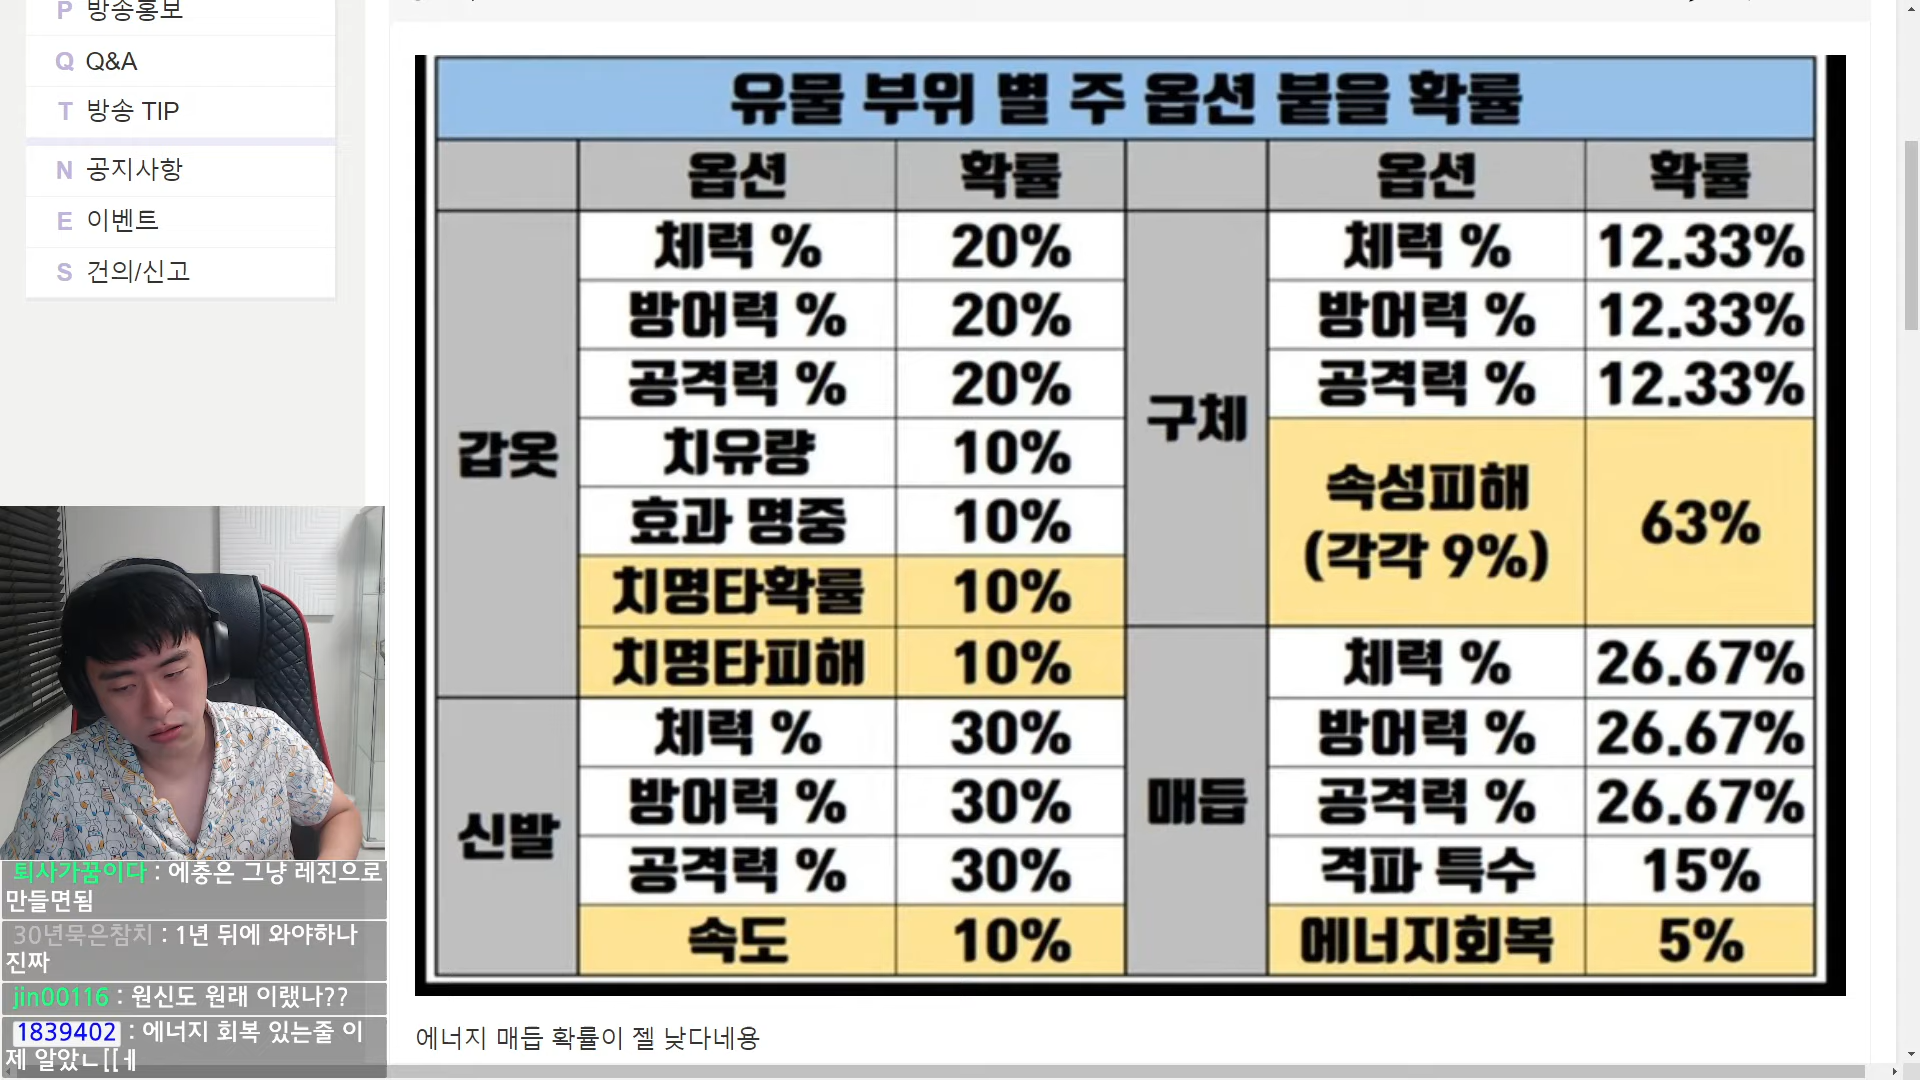 P 방송홍보
Q Q&A
T 방송 TIP
N 공지사항
E 이벤트
S 건의/신고
유물 부위 별 주 옵션 붙을 확률
옵션 확률 옵션 확률
갑옷
체력 % 20%
방어력 % 20%
공격력 % 20%
치유량 10%
효과 명중 10%
치명타확률 10%
치명타피해 10%
신발
체력 % 30%
방어력 % 30%
공격력 % 30%
속도 10%
구체
체력 % 12.33%
방어력 % 12.33%
공격력 % 12.33%
속성피해
(각각 9%) 63%
매듭
체력 % 26.67%
방어력 % 26.67%
공격력 % 26.67%
격파 특수 15%
에너지회복 5%
에너지 매듭 확률이 젤 낮다네용
퇴사가꿈이다 : 에충은 그냥 레진으로
만들면됨
30년묵은참치 : 1년 뒤에 와야하나
진짜
jin00116 : 원신도 원래 이랬나??
1839402 : 에너지 회복 있는줄 이
제 알았ㄴ[[ㅔ